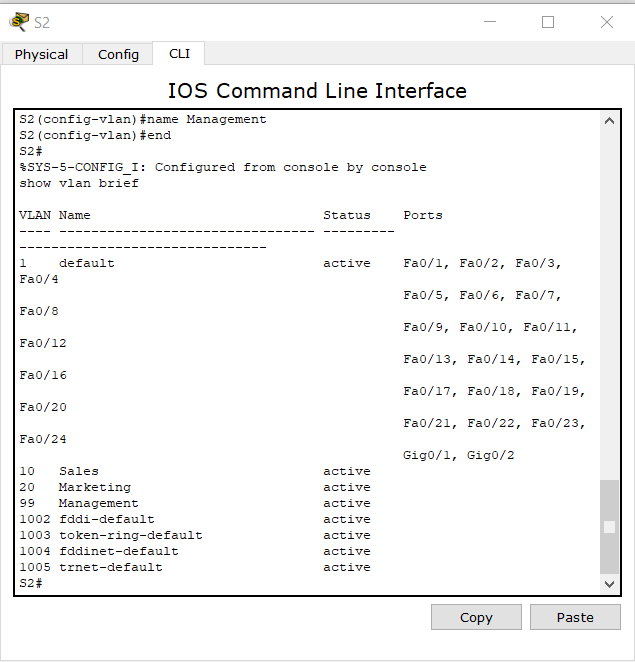 S2
Physical Config CLI
IOS Command Line Interface
S2(config-vlan)#name Management
S2(config-vlan)#end
S2#
%SYS-5-CONFIG_I: Configured from console by console
show vlan brief
VLAN Name                             Status    Ports
---- -------------------------------- ---------
-------------------------------
1    default                          active    Fa0/1, Fa0/2, Fa0/3,
Fa0/4
                                                Fa0/5, Fa0/6, Fa0/7,
Fa0/8
                                                Fa0/9, Fa0/10, Fa0/11,
Fa0/12
                                                Fa0/13, Fa0/14, Fa0/15,
Fa0/16
                                                Fa0/17, Fa0/18, Fa0/19,
Fa0/20
                                                Fa0/21, Fa0/22, Fa0/23,
Fa0/24
                                                Gig0/1, Gig0/2
10   Sales                            active
20   Marketing                        active
99   Management                       active
1002 fddi-default                     active
1003 token-ring-default               active
1004 fddinet-default                  active
1005 trnet-default                    active
S2#
Copy Paste